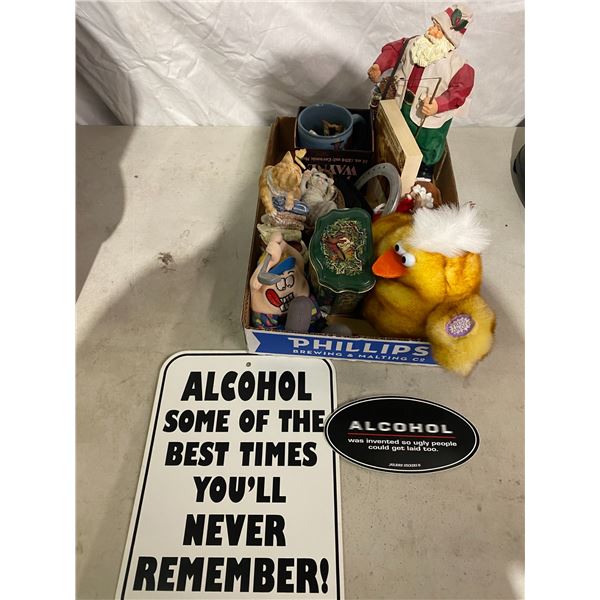 PHILLIPS
BREWING & MALTING CO
ALCOHOL
SOME OF THE
BEST TIMES
YOU'LL
NEVER
REMEMBER!
ALCOHOL
was invented so ugly people
could get laid too.